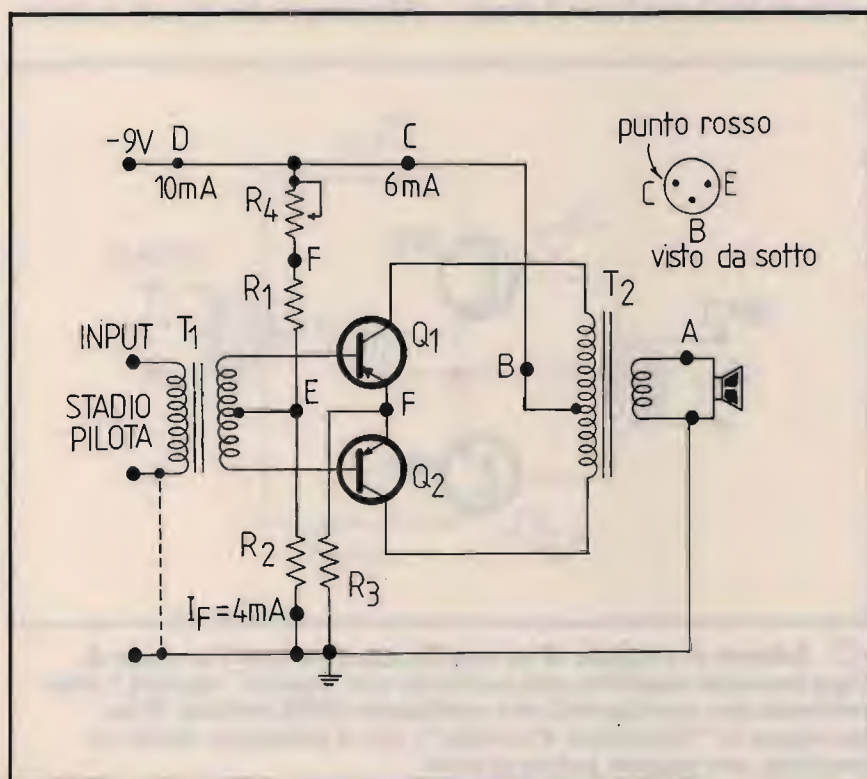 -9V D
10mA
C
6mA
R4
F
R1
punto rosso
C
E
B
visto da sotto
INPUT
T1
STADIO
PILOTA
E
Q1
F
Q2
B
T2
A
R2
IF = 4mA
R3